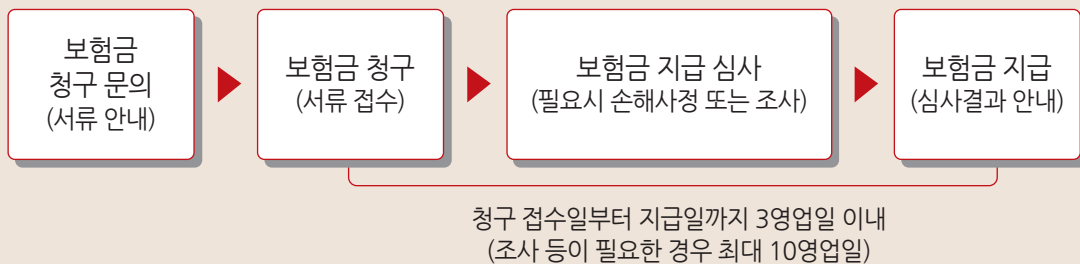 보험금
청구 문의
(서류 안내)
보험금 청구
(서류 접수)
보험금 지급 심사
(필요시 손해사정 또는 조사)
보험금 지급
(심사결과 안내)
청구 접수일부터 지급일까지 3영업일 이내
(조사 등이 필요한 경우 최대 10영업일)